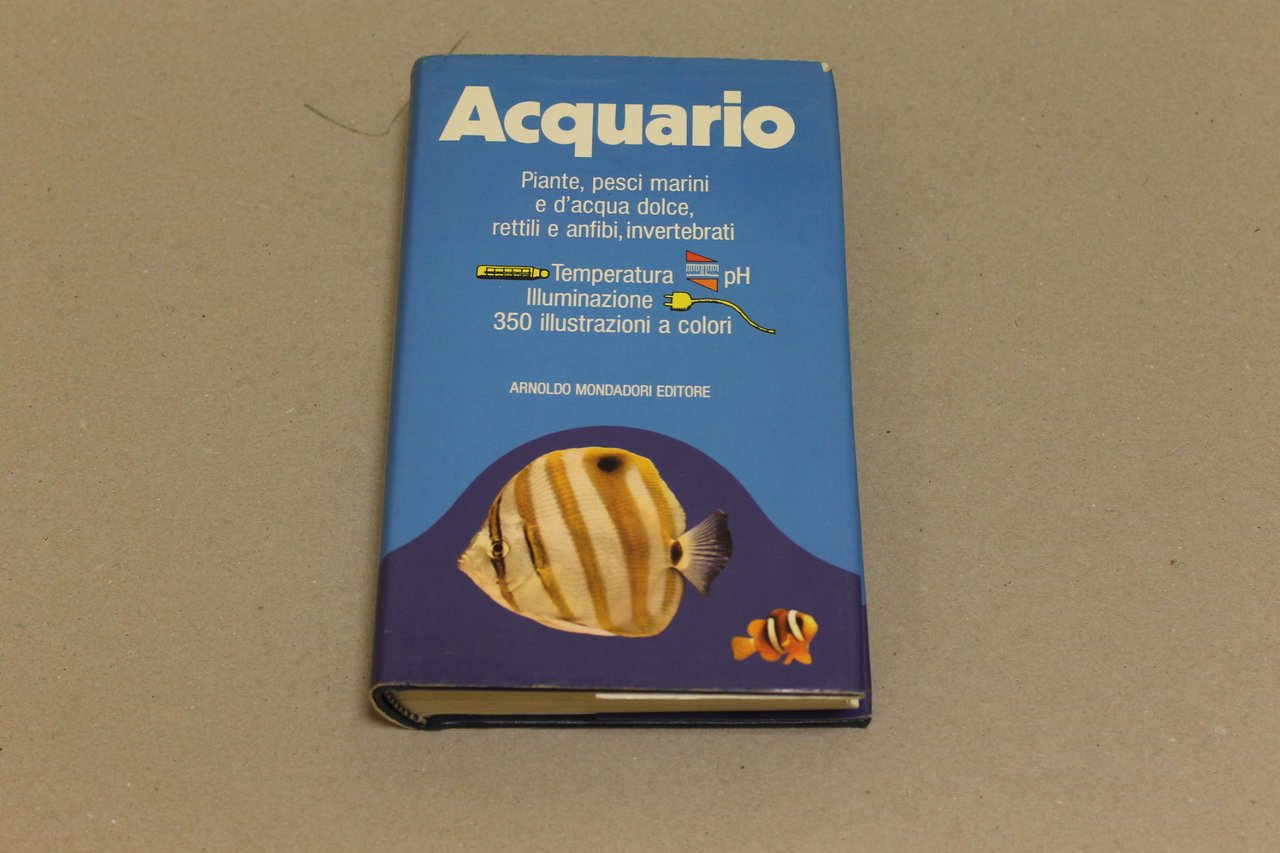 Acquario
Piante, pesci marini
e d'acqua dolce,
rettili e anfibi, invertebrati
Temperatura pH
Illuminazione
350 illustrazioni a colori
ARNOLDO MONDADORI EDITORE